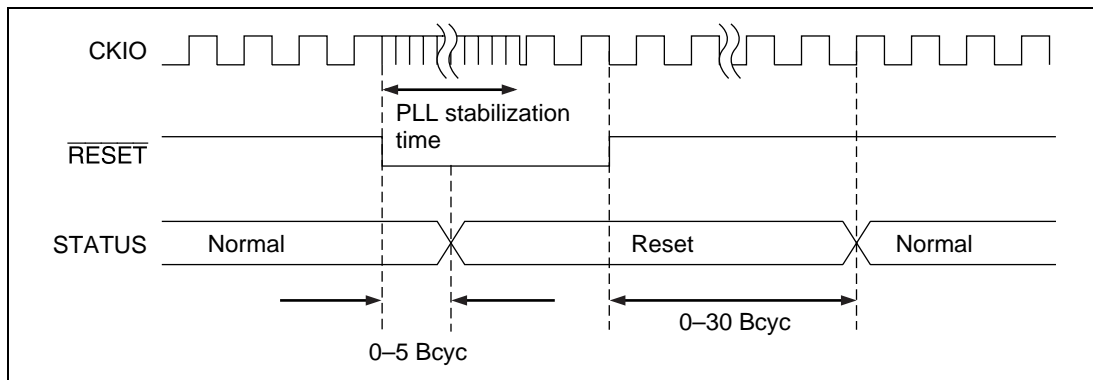 CKIO
PLL stabilization
time
RESET
STATUS
Normal
Reset
Normal
0–5 Bcyc
0–30 Bcyc